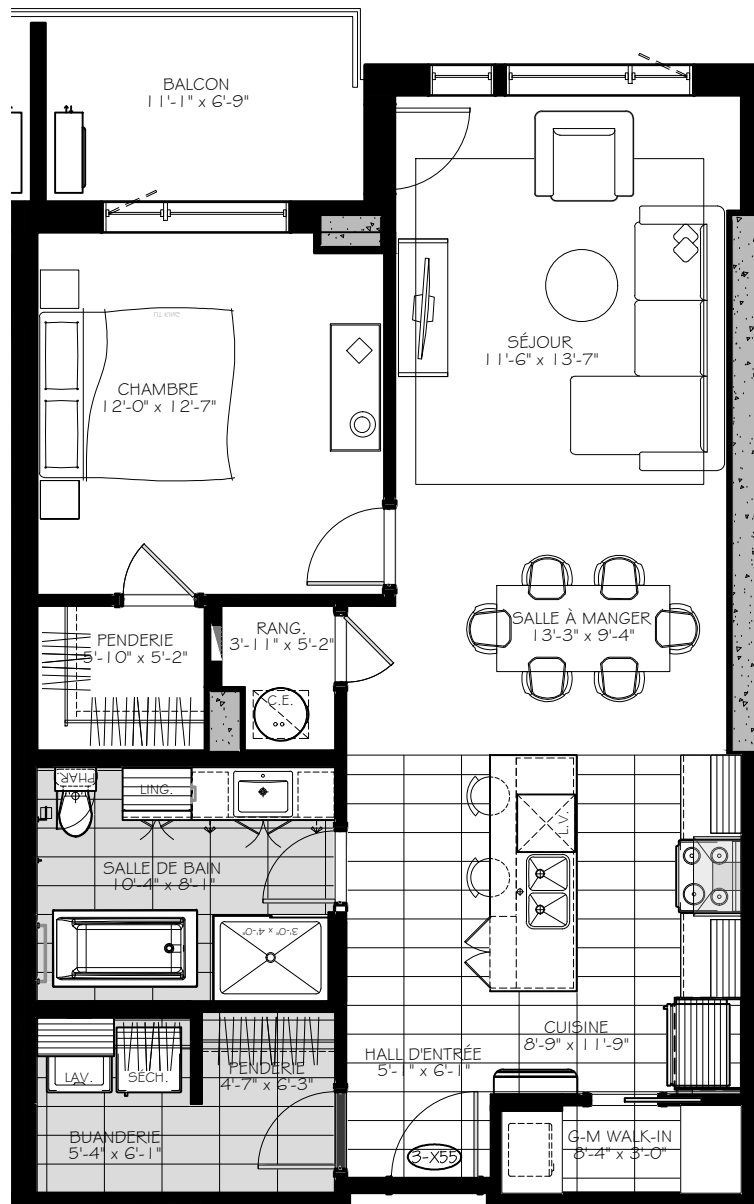 BALCON
11'-1" x 6'-9"
SÉJOUR
11'-6" x 13'-7"
CHAMBRE
12'-0" x 12'-7"
SALLE À MANGER
13'-3" x 9'-4"
RANG.
3'-11" x 5'-2"
PENDERIE
5'-10" x 5'-2"
C.E.
PHAR.
LING.
L.V.
SALLE DE BAIN
10'-4" x 8'-1"
3'-0" x 4'-0"
CUISINE
8'-9" x 11'-9"
HALL D'ENTRÉE
5'-1" x 6'-1"
PENDERIE
4'-7" x 6'-3"
LAV.
SÉCH.
BUANDERIE
5'-4" x 6'-1"
G-M WALK-IN
8'-4" x 3'-0"
3-X55